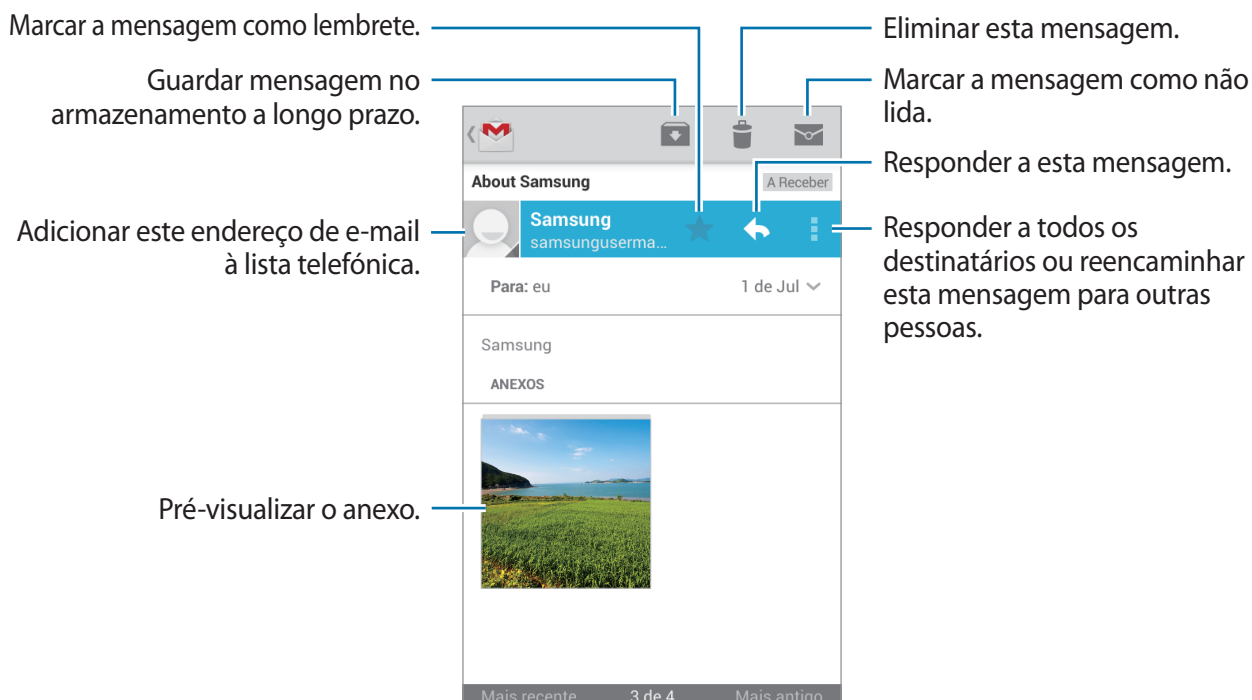 Marcar a mensagem como lembrete.
Guardar mensagem no
armazenamento a longo prazo.
Adicionar este endereço de e-mail
à lista telefónica.
Pré-visualizar o anexo.
About Samsung
A Receber
Samsung
samsunguserma...
Para: eu
1 de Jul
Samsung
ANEXOS
Mais recente
3 de 4
Mais antigo
Eliminar esta mensagem.
Marcar a mensagem como não
lida.
Responder a esta mensagem.
Responder a todos os
destinatários ou reencaminhar
esta mensagem para outras
pessoas.